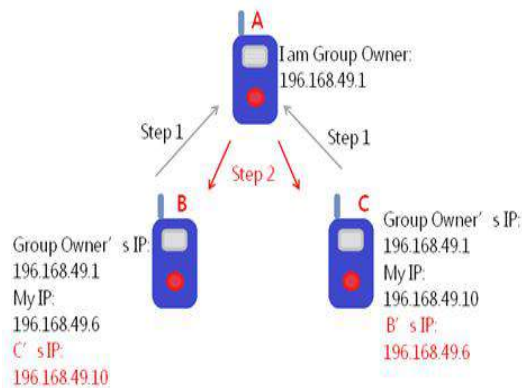 A
I am Group Owner:
196.168.49.1
Step 1
Step 1
Step 2
B
C
Group Owner’ s IP:
196.168.49.1
My IP:
196.168.49.6
C’ s IP:
196.168.49.10
Group Owner’ s IP:
196.168.49.1
My IP:
196.168.49.10
B’ s IP:
196.168.49.6